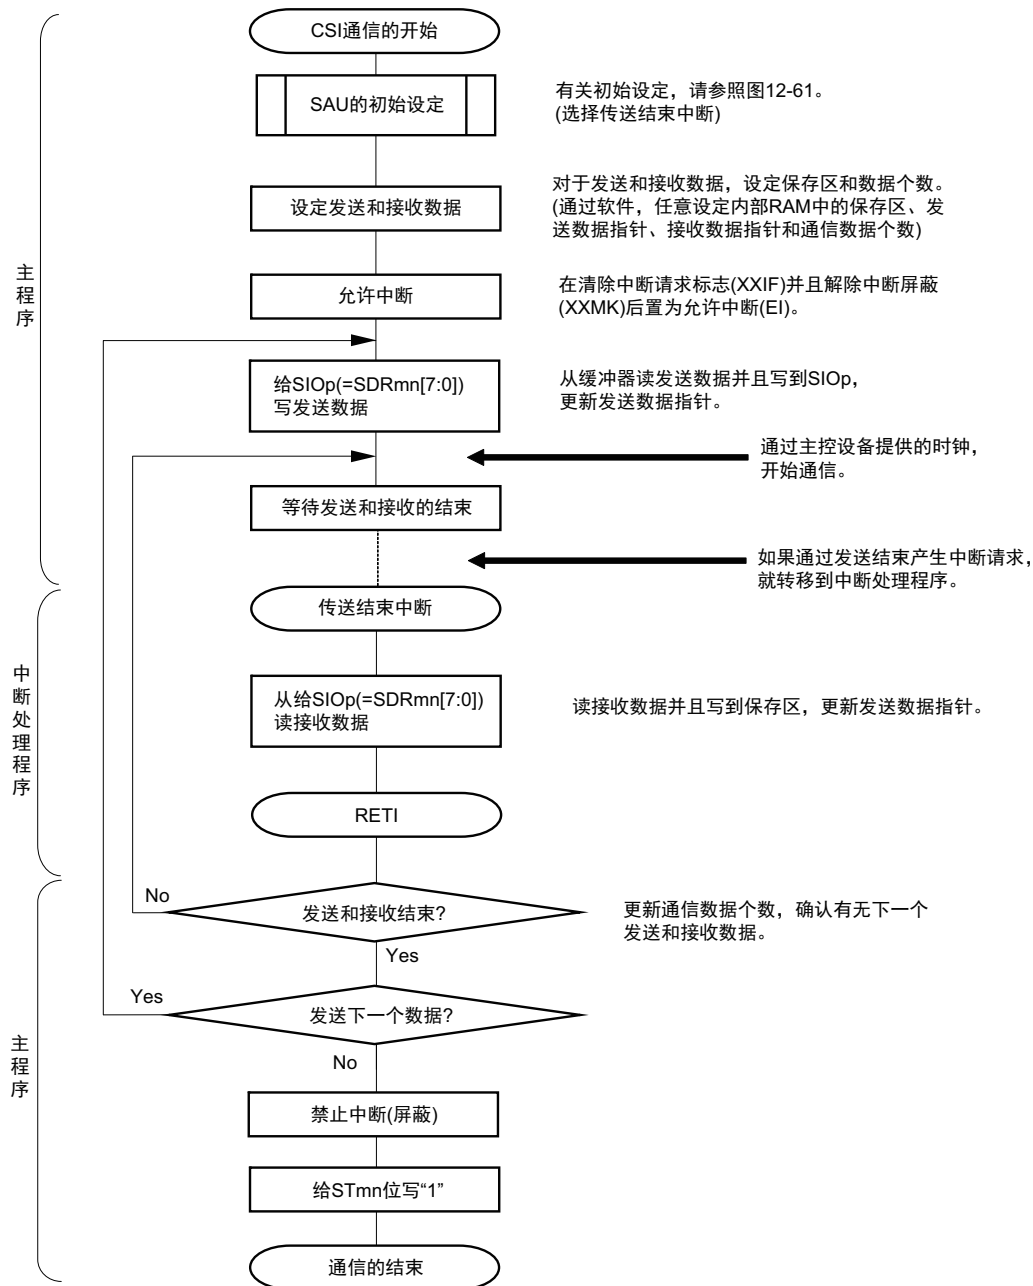 CSI通信的开始
SAU的初始设定
有关初始设定，请参照图12-61。
(选择传送结束中断)
设定发送和接收数据
对于发送和接收数据，设定保存区和数据个数。
(通过软件，任意设定内部RAM中的保存区、发
送数据指针、接收数据指针和通信数据个数)
主程序
允许中断
在清除中断请求标志(XXIF)并且解除中断屏蔽
(XXMK)后置为允许中断(EI)。
给SIOp(=SDRmn[7:0])
写发送数据
从缓冲器读发送数据并且写到SIOp，
更新发送数据指针。
通过主控设备提供的时钟，
开始通信。
等待发送和接收的结束
如果通过发送结束产生中断请求，
就转移到中断处理程序。
传送结束中断
中断处理程序
从给SIOp(=SDRmn[7:0])
读接收数据
读接收数据并且写到保存区，更新发送数据指针。
RETI
No
发送和接收结束?
更新通信数据个数，确认有无下一个
发送和接收数据。
Yes
Yes
发送下一个数据?
No
主程序
禁止中断(屏蔽)
给STmn位写“1”
通信的结束